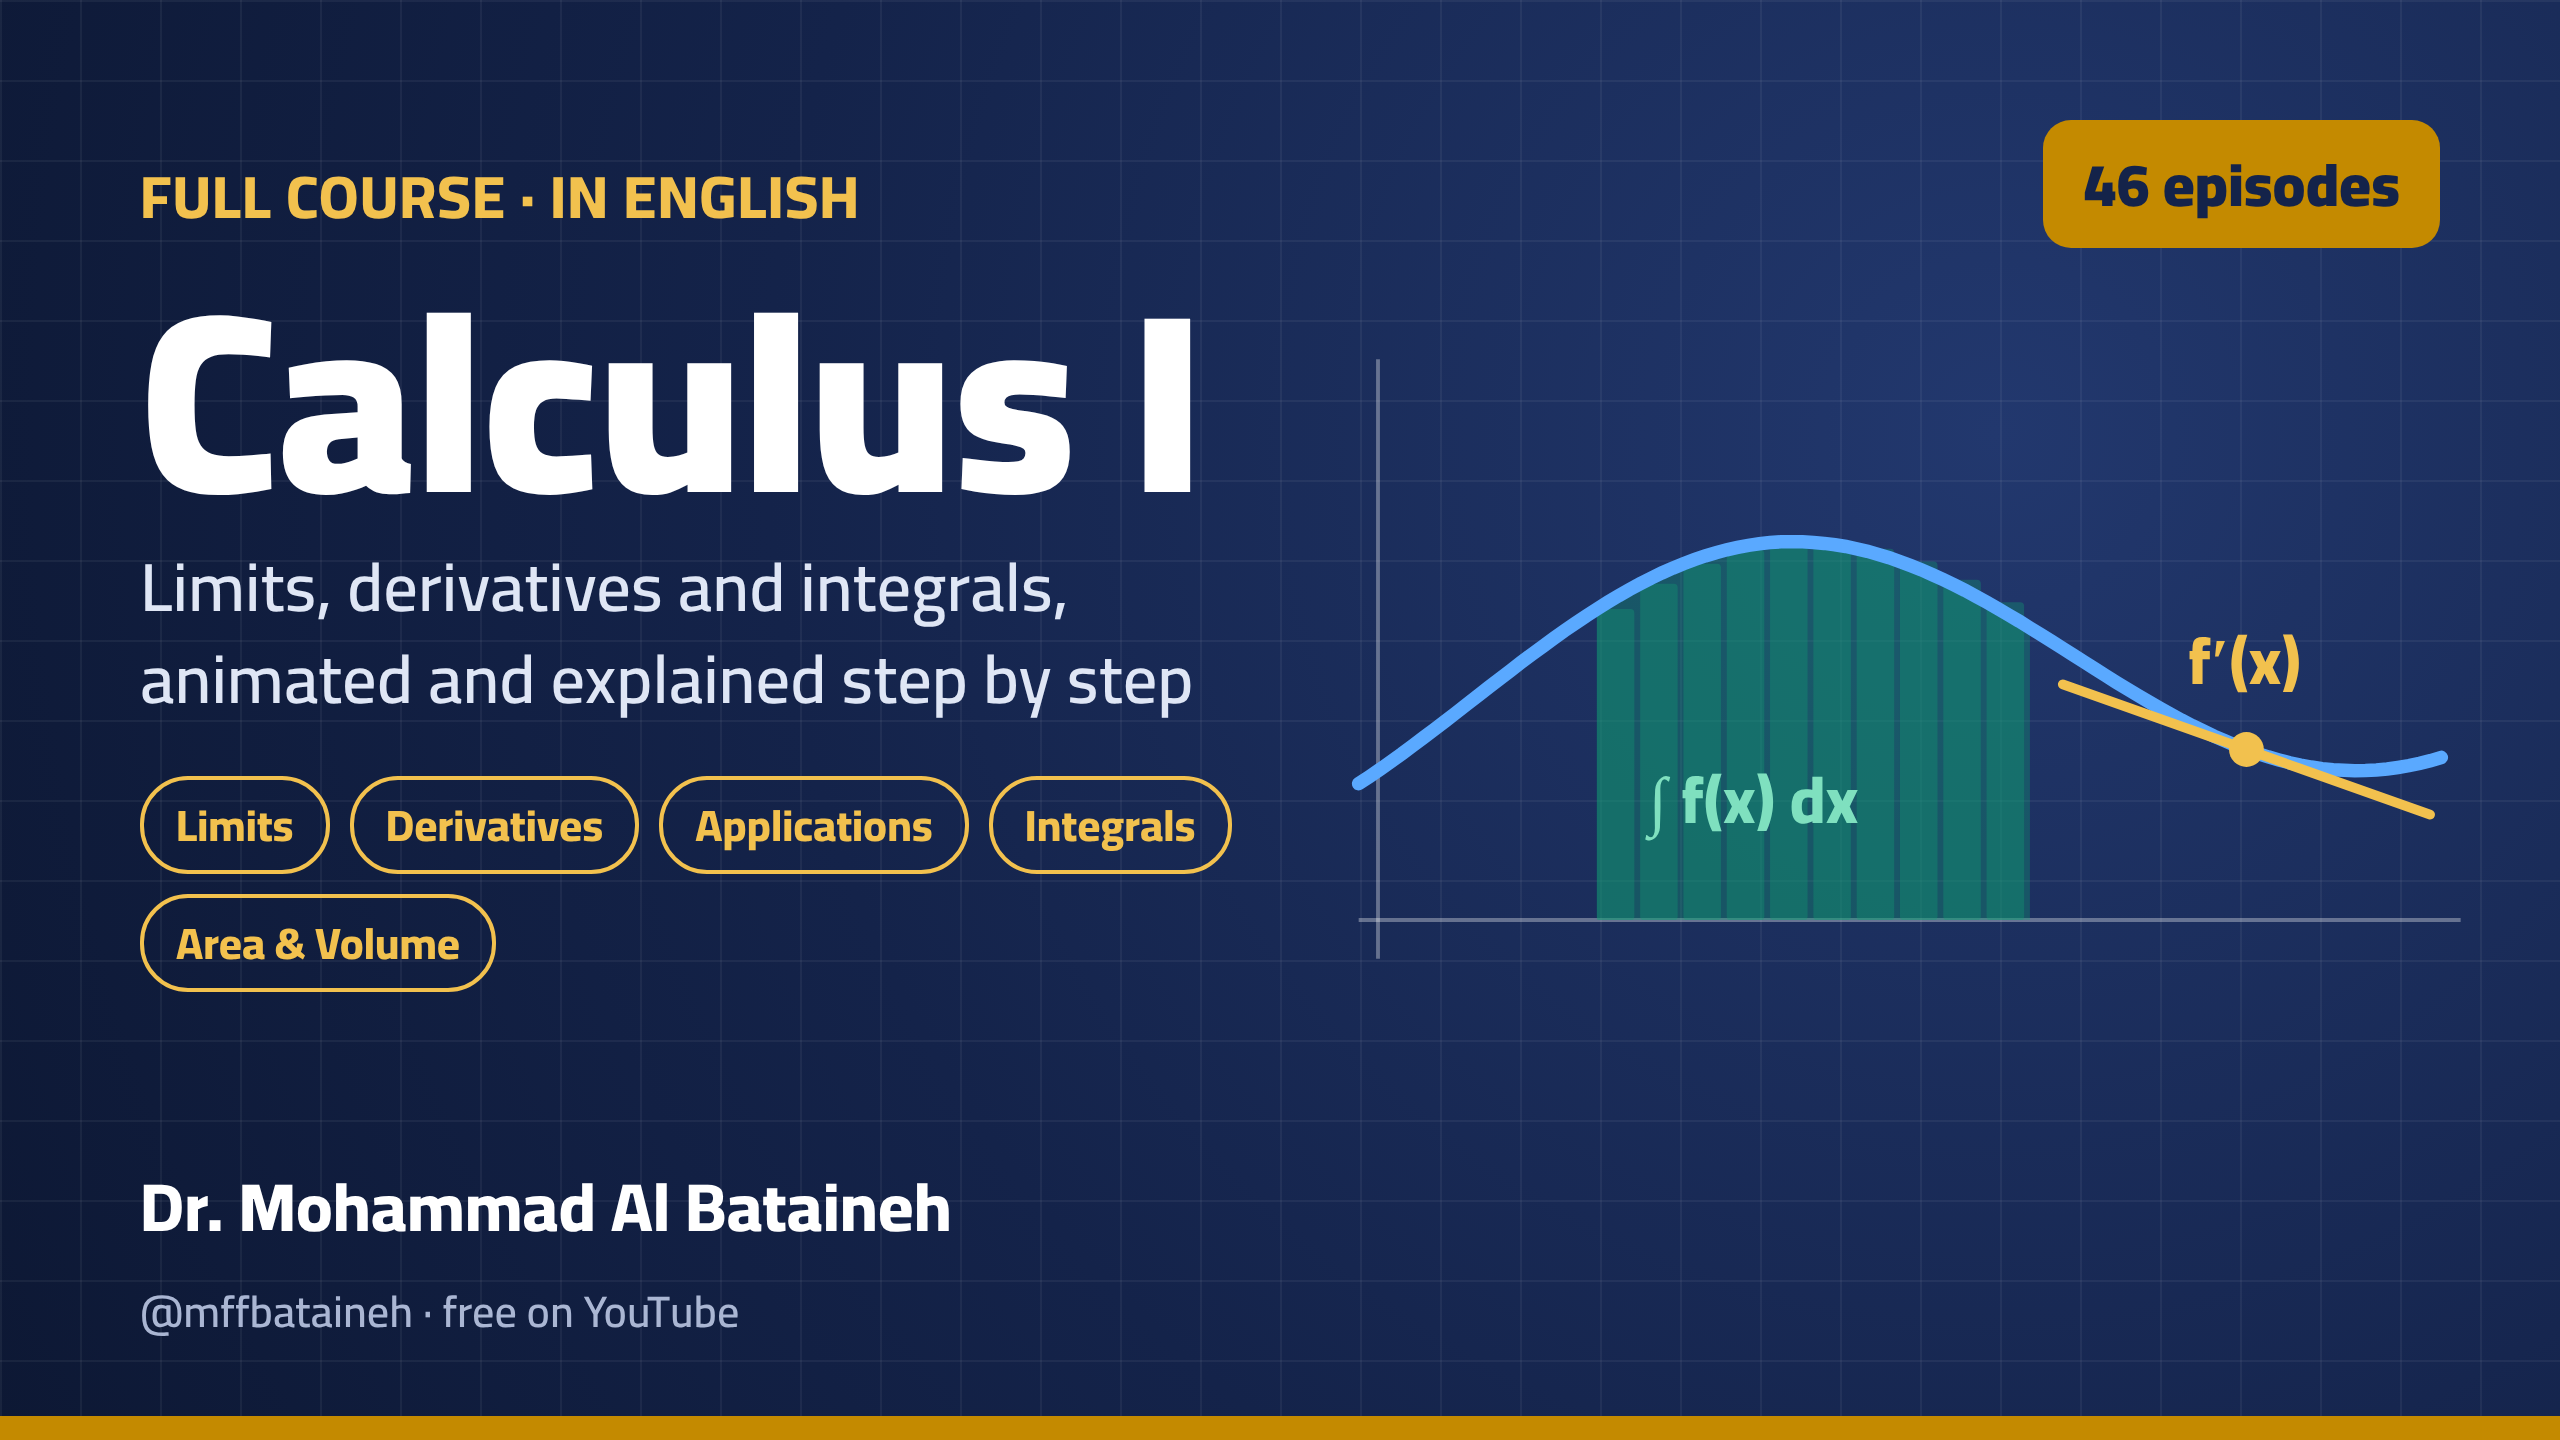 FULL COURSE · IN ENGLISH
46 episodes
Calculus I
Limits, derivatives and integrals,
animated and explained step by step
Limits
Derivatives
Applications
Integrals
Area & Volume
f′(x)
∫ f(x) dx
Dr. Mohammad Al Bataineh
@mffbataineh · free on YouTube